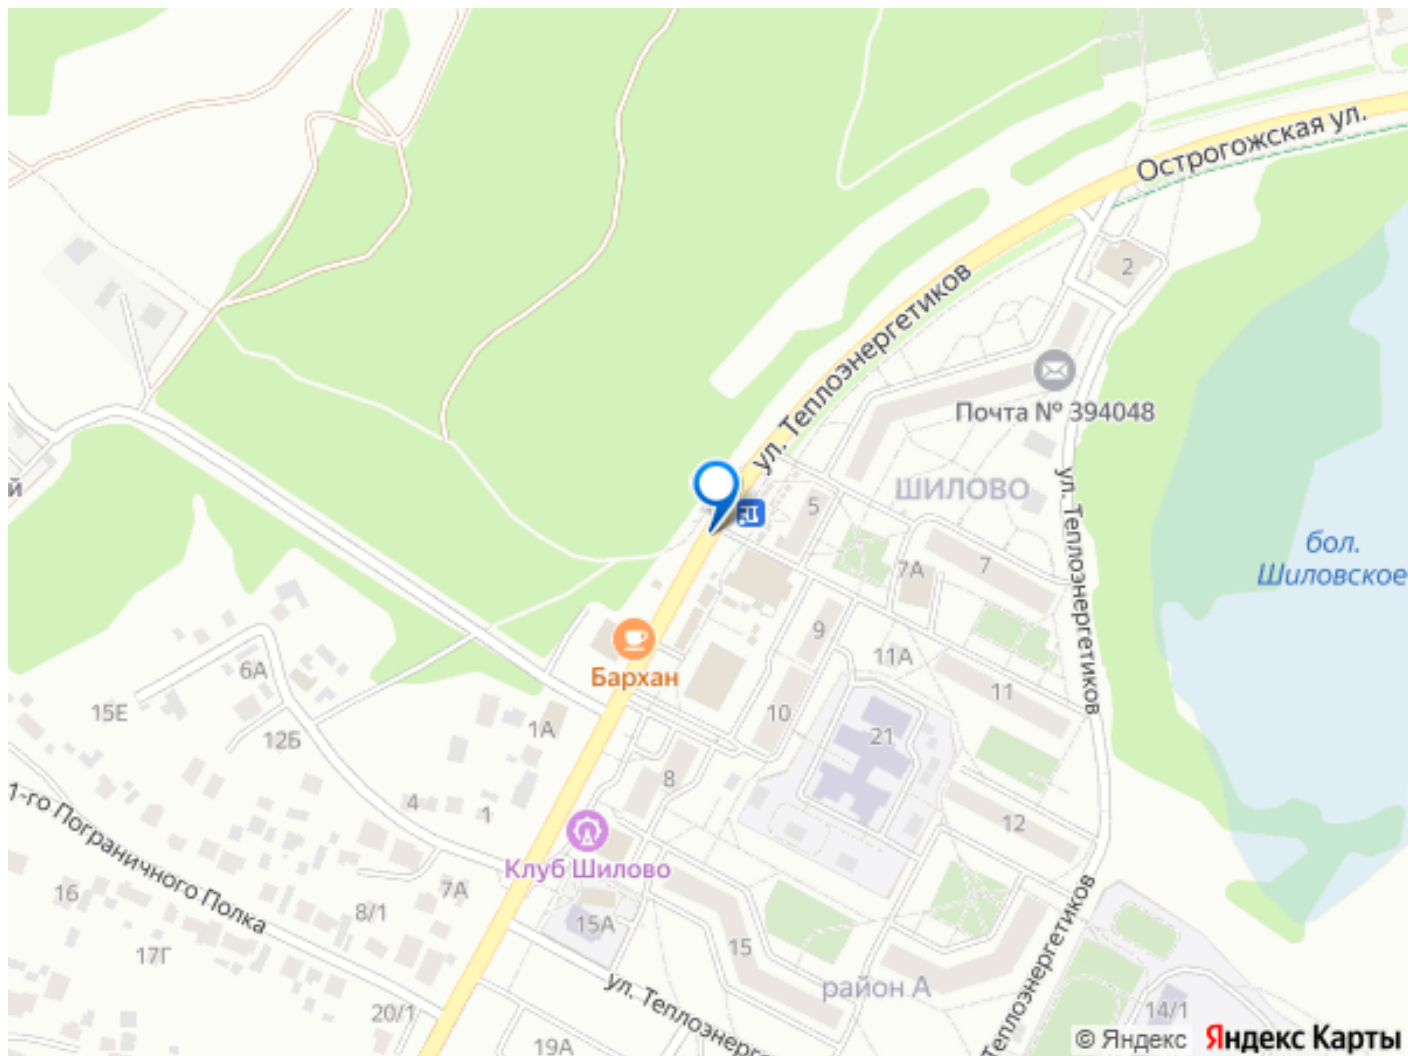 Острогожская ул.
2
ул. Теплоэнергетиков
Почта № 394048
ШИЛОВО
ул. Теплоэнергетиков
й
5
7
7А
бол.
Шиловское
9
11А
11
Бархан
6А
15Е
12Б
1А
10
21
8
4
1
12
1-го Пограничного Полка
Клуб Шилово
16
7А
8/1
15А
15
17Г
район А
ул. Теплоэнер
Теплоэнергетиков
20/1
19А
14/1
© Яндекс Яндекс Карты